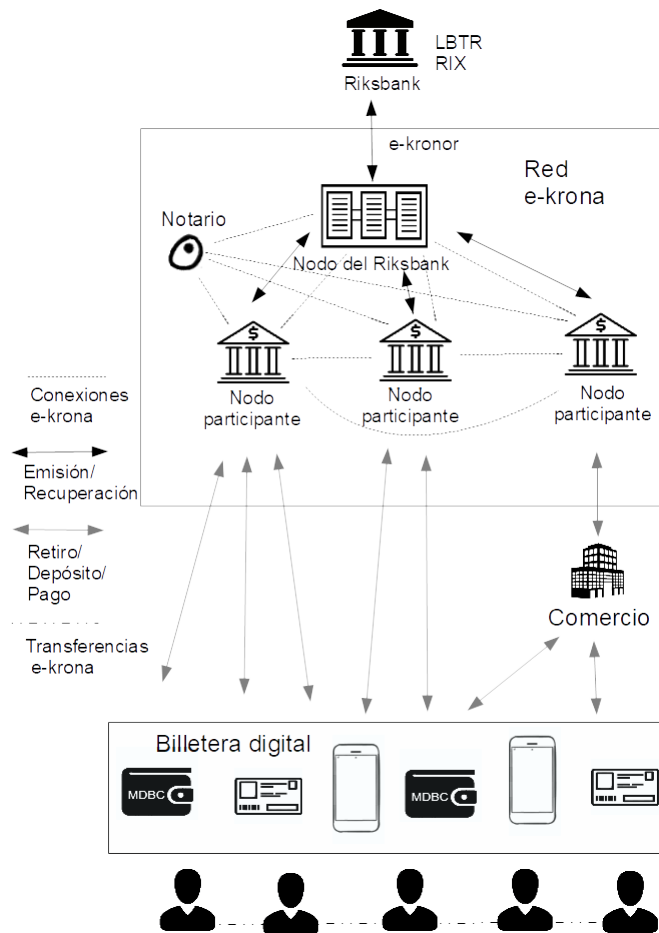 LBTR
RIX
Riksbank
e-kronor
Red
e-krona
Notario
Nodo del Riksbank
$
$
$
Nodo
participante
Nodo
participante
Nodo
participante
Conexiones
e-krona
Emisión/
Recuperación
Retiro/
Depósito/
Pago
Transferencias
e-krona
Comercio
Billetera digital
MDBC
MDBC